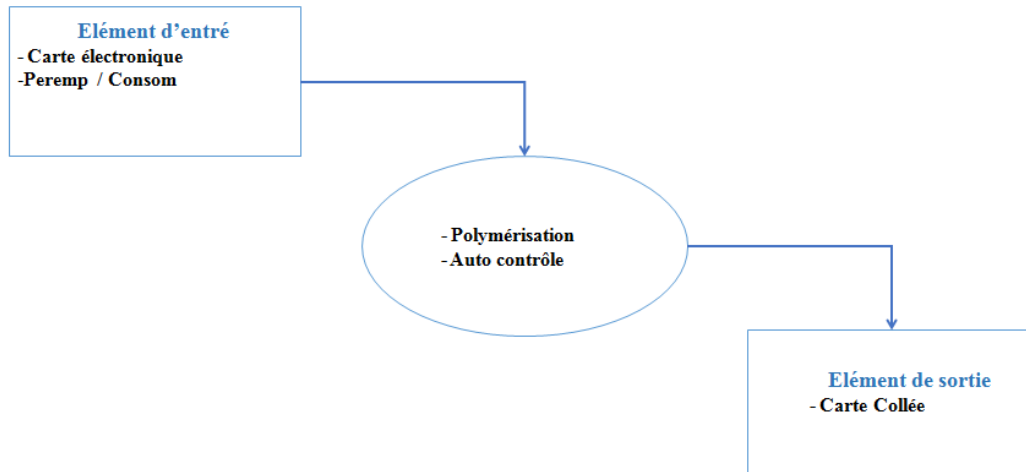 Elément d'entré
- Carte électronique
-Peremp / Consom
- Polymérisation
- Auto contrôle
Elément de sortie
- Carte Collée